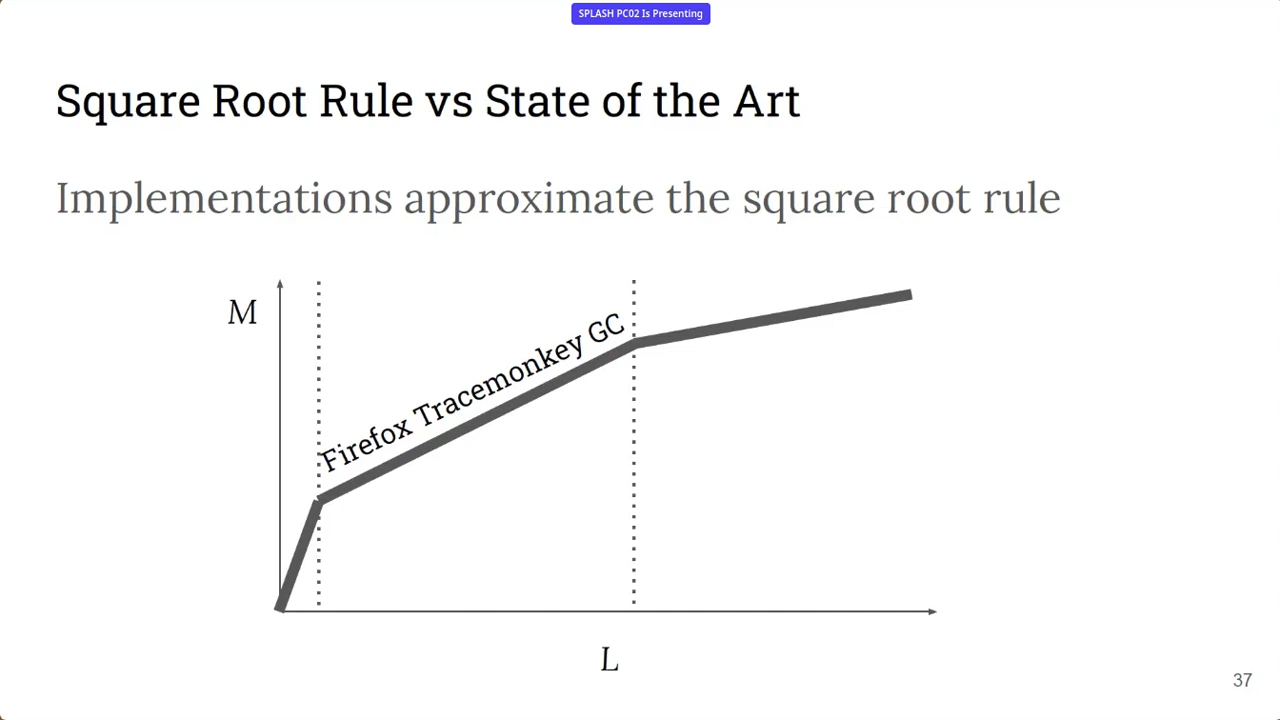 SPLASH PC02 Is Presenting
Square Root Rule vs State of the Art
Implementations approximate the square root rule
M
Firefox Tracemonkey GC
L
37